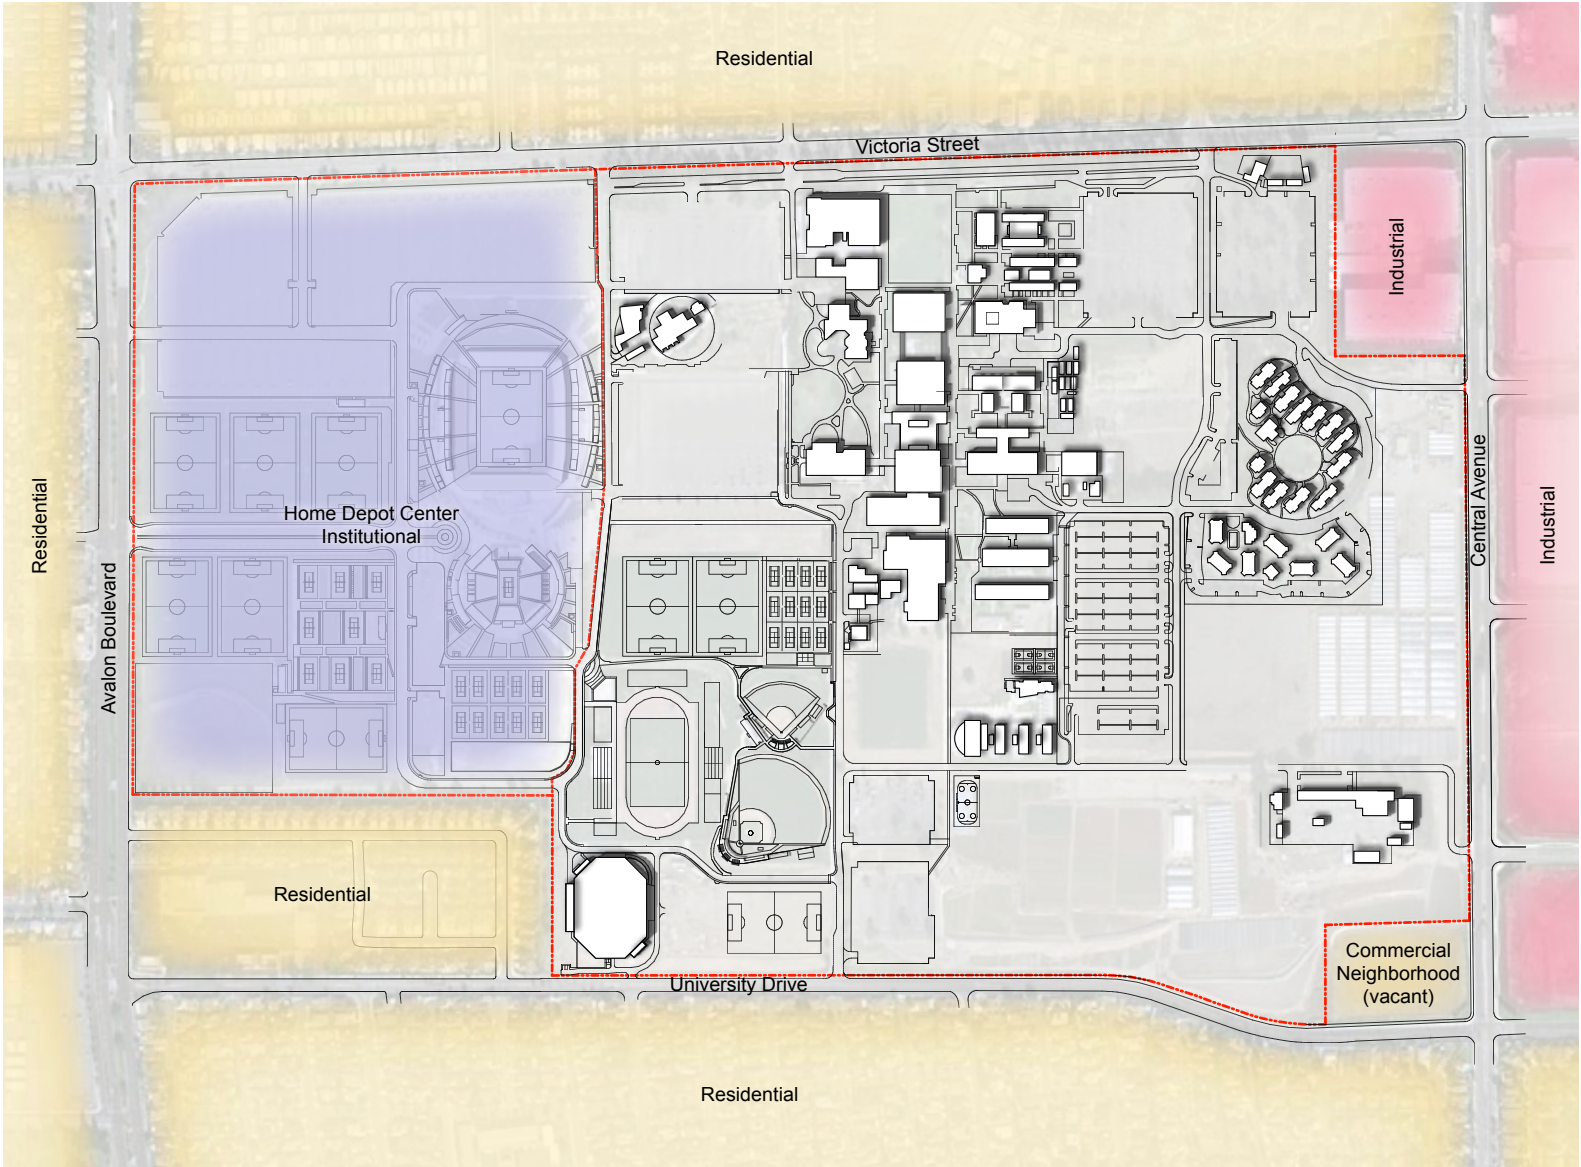 Residential
Victoria Street
Industrial
Residential
Home Depot Center
Institutional
Avalon Boulevard
Central Avenue
Industrial
Residential
Commercial
Neighborhood
(vacant)
University Drive
Residential